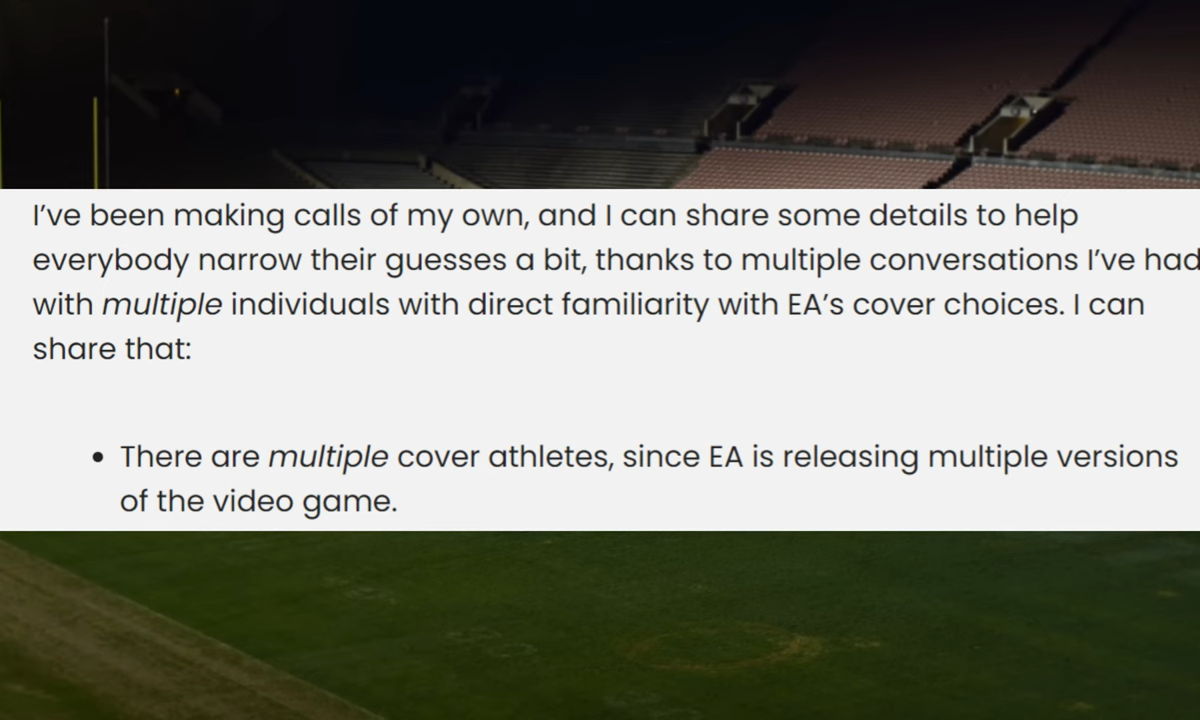 I’ve been making calls of my own, and I can share some details to help
everybody narrow their guesses a bit, thanks to multiple conversations I’ve had
with multiple individuals with direct familiarity with EA’s cover choices. I can
share that:
• There are multiple cover athletes, since EA is releasing multiple versions
of the video game.